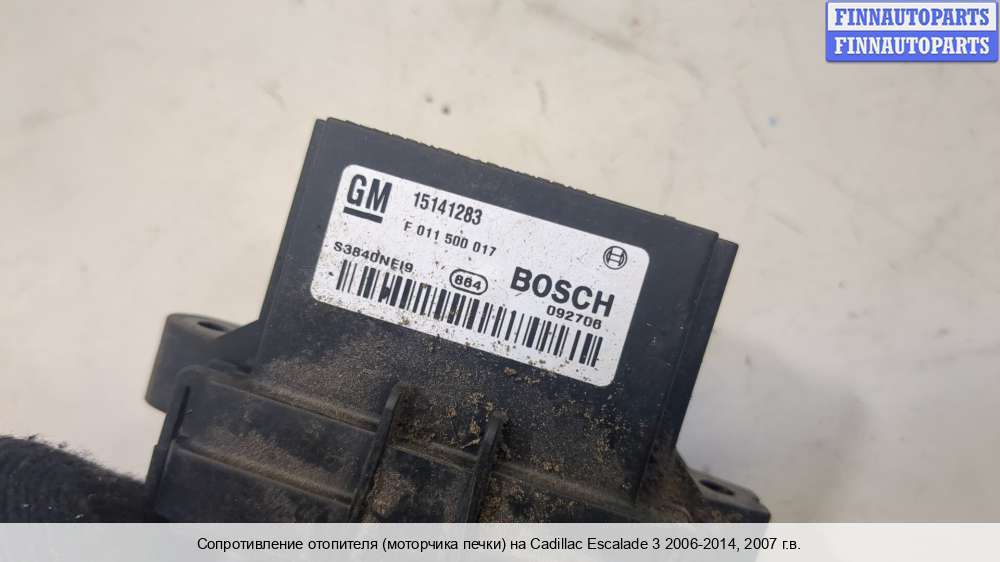 FINNAUTOPARTS
FINNAUTOPARTS
GM 15141283
F 011 500 017
S3840NEI9
864 BOSCH
092706
Сопротивление отопителя (моторчика печки) на Cadillac Escalade 3 2006-2014, 2007 г.в.